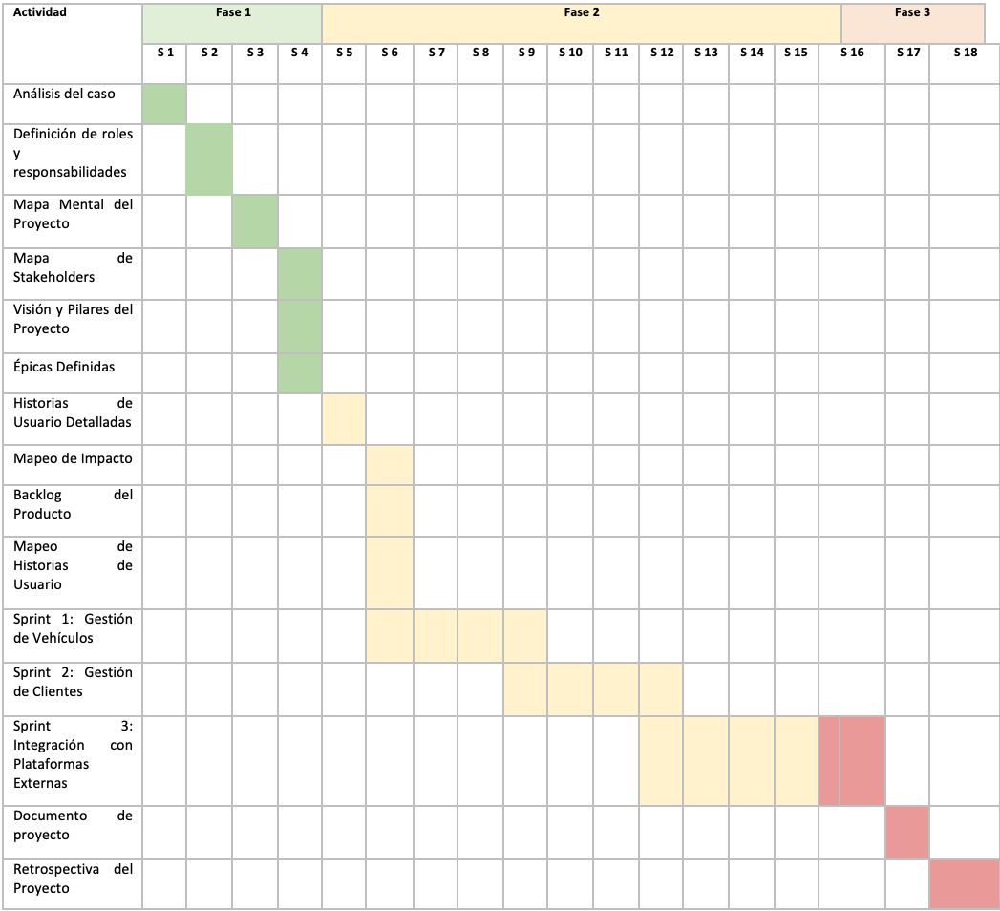 Actividad Fase 1 Fase 2 Fase 3
S 1 S 2 S 3 S 4 S 5 S 6 S 7 S 8 S 9 S 10 S 11 S 12 S 13 S 14 S 15 S 16 S 17 S 18
Análisis del caso
Definición de roles
y
responsabilidades
Mapa Mental del
Proyecto
Mapa de
Stakeholders
Visión y Pilares del
Proyecto
Épicas Definidas
Historias de
Usuario Detalladas
Mapeo de Impacto
Backlog del
Producto
Mapeo de
Historias de
Usuario
Sprint 1: Gestión
de Vehículos
Sprint 2: Gestión
de Clientes
Sprint 3:
Integración con
Plataformas
Externas
Documento de
proyecto
Retrospectiva del
Proyecto